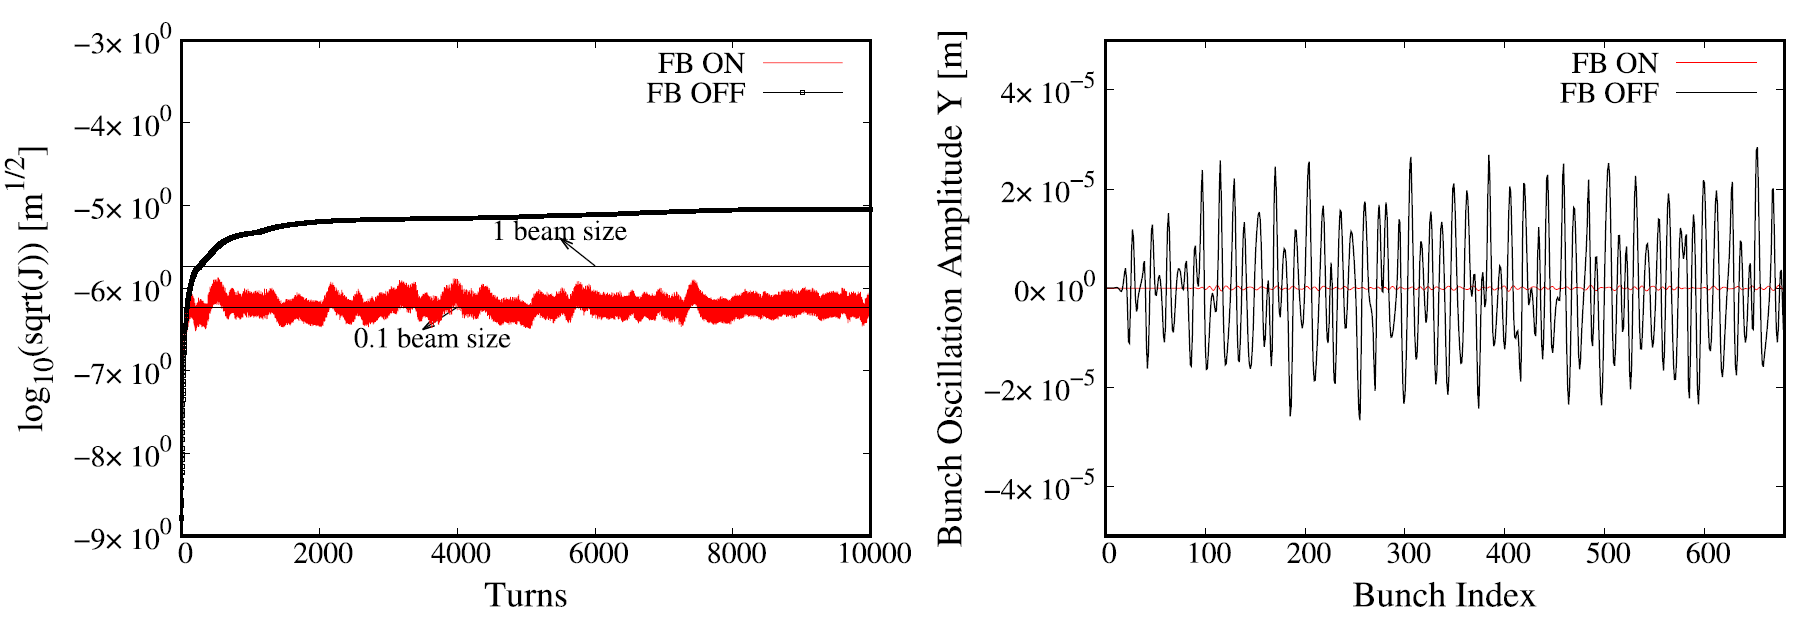 log10(sqrt(J)) [m^1/2]
−3× 10^0
−4× 10^0
−5× 10^0
−6× 10^0
−7× 10^0
−8× 10^0
−9× 10^0
FB ON
FB OFF
1 beam size
0.1 beam size
0 2000 4000 6000 8000 10000
Turns
Bunch Oscillation Amplitude Y [m]
4× 10^−5
2× 10^−5
0× 10^0
−2× 10^−5
−4× 10^−5
FB ON
FB OFF
0 100 200 300 400 500 600
Bunch Index